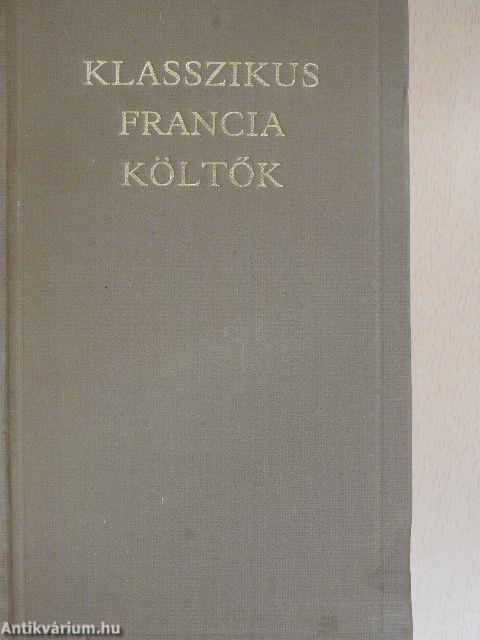 KLASSZIKUS
FRANCIA
KÖLTŐK
Antikvárium.hu